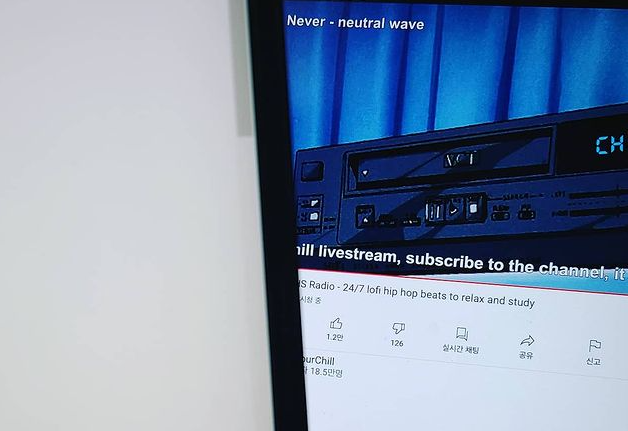 Never - neutral wave
CH
hill livestream, subscribe to the channel, it
HS Radio - 24/7 lofi hip hop beats to relax and study
시청 중
1.2만
126
실시간 채팅
공유
신고
ourChill
18.5만명